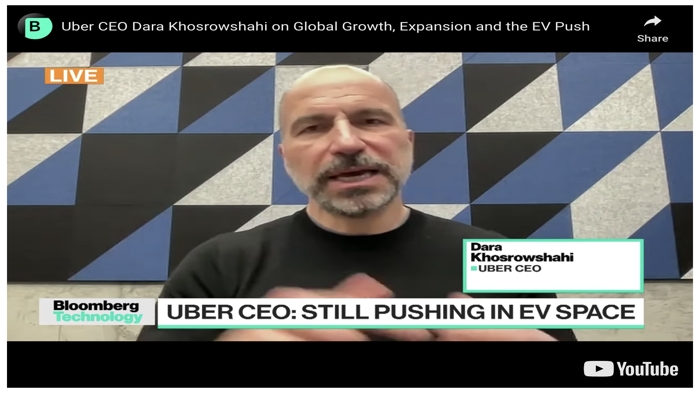 B Uber CEO Dara Khosrowshahi on Global Growth, Expansion and the EV Push
Share
LIVE
Dara
Khosrowshahi
UBER CEO
Bloomberg
Technology
UBER CEO: STILL PUSHING IN EV SPACE
YouTube